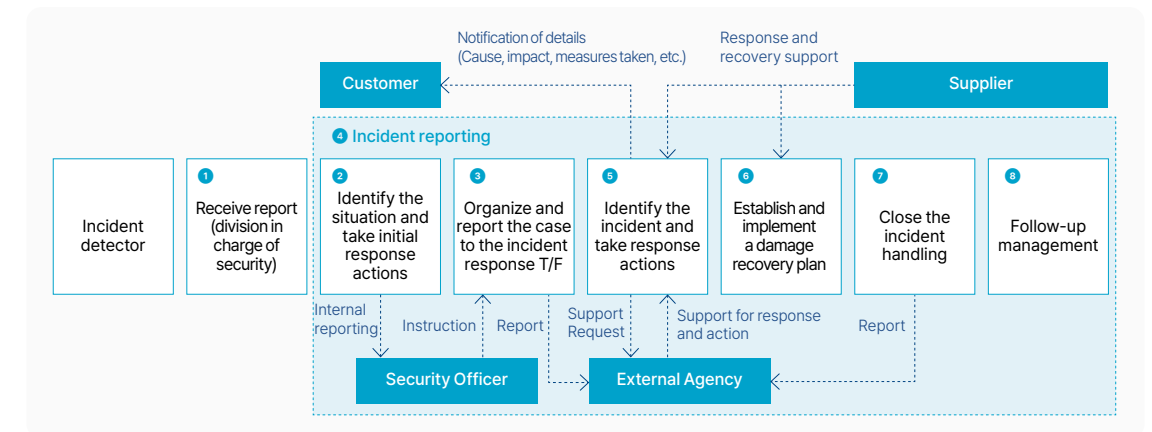 Notification of details
(Cause, impact, measures taken, etc.)
Response and
recovery support
Customer
Supplier
4 Incident reporting
Incident
detector
1
Receive report
(division in
charge of
security)
2
Identify the
situation and
take initial
response
actions
3
Organize and
report the case
to the incident
response T/F
5
Identify the
incident and
take response
actions
6
Establish and
implement
a damage
recovery plan
7
Close the
incident
handling
8
Follow-up
management
Internal
reporting
Instruction
Report
Support
Request
Support for response
and action
Report
Security Officer
External Agency